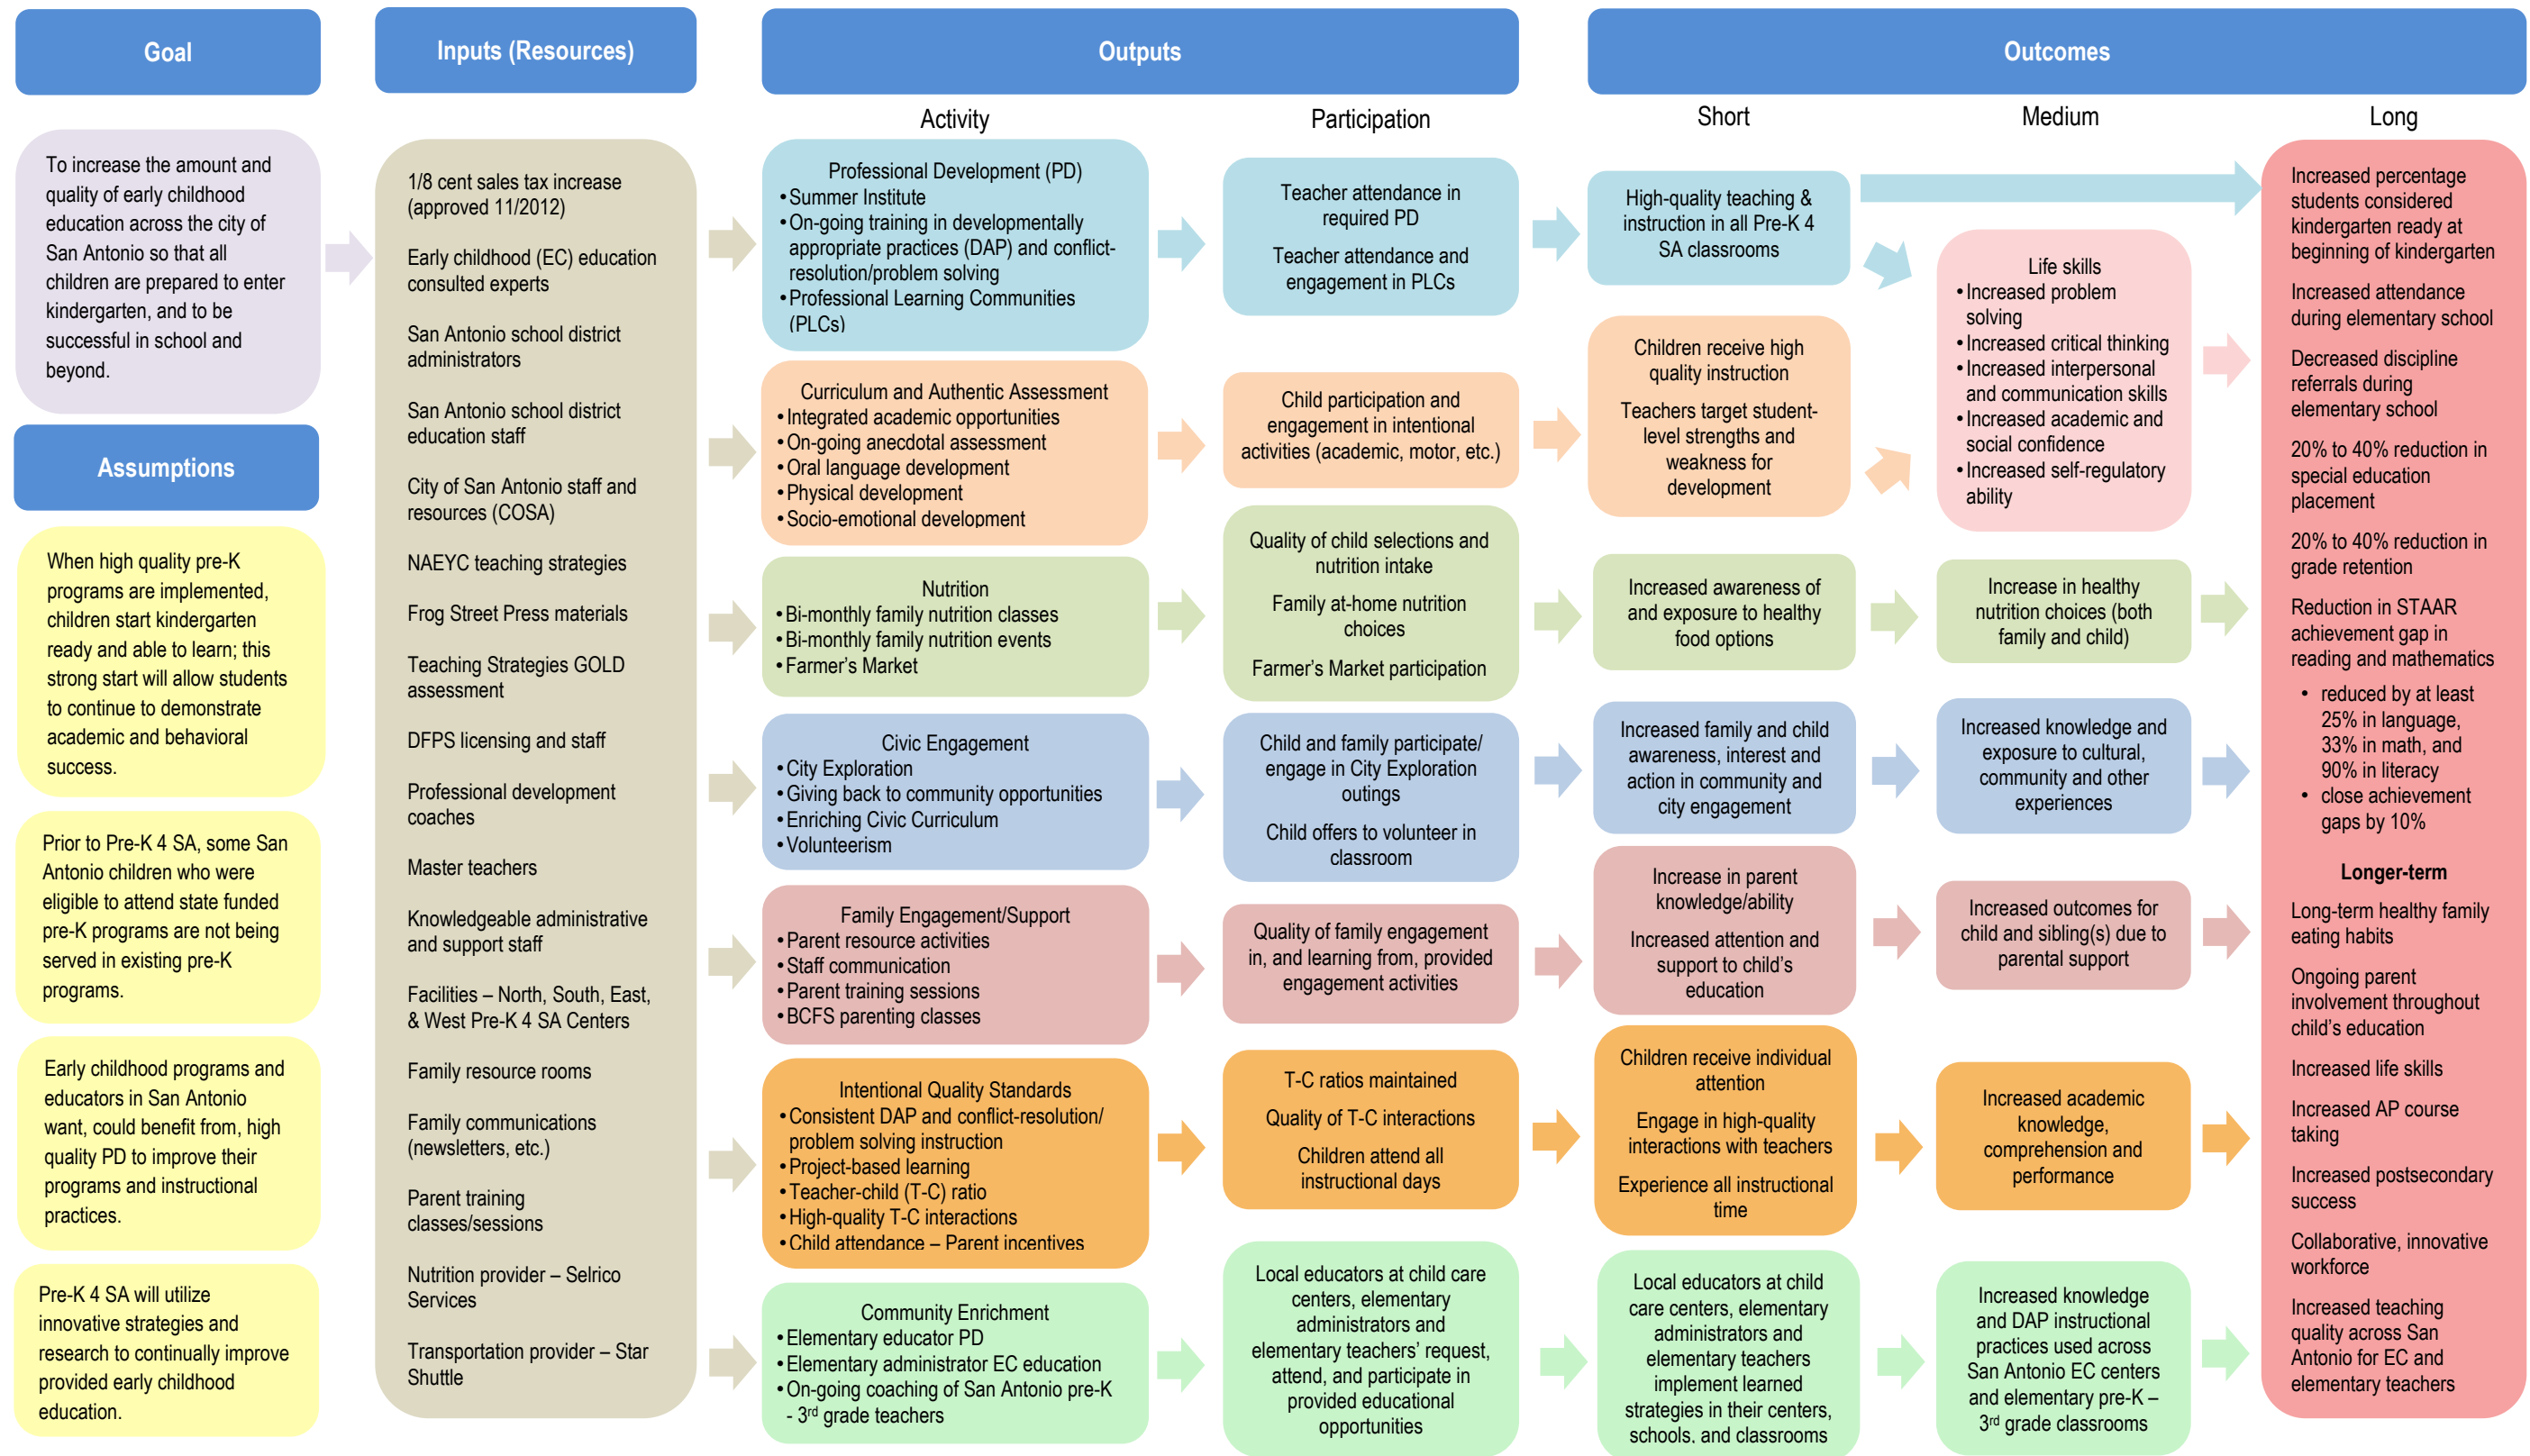 Goal
To increase the amount and
quality of early childhood
education across the city of
San Antonio so that all
children are prepared to enter
kindergarten, and to be
successful in school and
beyond.
Assumptions
When high quality pre-K
programs are implemented,
children start kindergarten
ready and able to learn; this
strong start will allow students
to continue to demonstrate
academic and behavioral
success.
Prior to Pre-K 4 SA, some San
Antonio children who were
eligible to attend state funded
pre-K programs are not being
served in existing pre-K
programs.
Early childhood programs and
educators in San Antonio
want, could benefit from, high
quality PD to improve their
programs and instructional
practices.
Pre-K 4 SA will utilize
innovative strategies and
research to continually improve
provided early childhood
education.
Inputs (Resources)
1/8 cent sales tax increase
(approved 11/2012)
Early childhood (EC) education
consulted experts
San Antonio school district
administrators
San Antonio school district
education staff
City of San Antonio staff and
resources (COSA)
NAEYC teaching strategies
Frog Street Press materials
Teaching Strategies GOLD
assessment
DFPS licensing and staff
Professional development
coaches
Master teachers
Knowledgeable administrative
and support staff
Facilities – North, South, East,
& West Pre-K 4 SA Centers
Family resource rooms
Family communications
(newsletters, etc.)
Parent training
classes/sessions
Nutrition provider – Selrico
Services
Transportation provider – Star
Shuttle
Outputs
Activity
Professional Development (PD)
• Summer Institute
• On-going training in developmentally
appropriate practices (DAP) and conflict-
resolution/problem solving
• Professional Learning Communities
(PLCs)
Curriculum and Authentic Assessment
• Integrated academic opportunities
• On-going anecdotal assessment
• Oral language development
• Physical development
• Socio-emotional development
Nutrition
• Bi-monthly family nutrition classes
• Bi-monthly family nutrition events
• Farmer's Market
Civic Engagement
• City Exploration
• Giving back to community opportunities
• Enriching Civic Curriculum
• Volunteerism
Family Engagement/Support
• Parent resource activities
• Staff communication
• Parent training sessions
• BCFS parenting classes
Intentional Quality Standards
• Consistent DAP and conflict-resolution/
problem solving instruction
• Project-based learning
• Teacher-child (T-C) ratio
• High-quality T-C interactions
• Child attendance – Parent incentives
Community Enrichment
• Elementary educator PD
• Elementary administrator EC education
• On-going coaching of San Antonio pre-K
- 3rd grade teachers
Participation
Teacher attendance in
required PD
Teacher attendance and
engagement in PLCs
Child participation and
engagement in intentional
activities (academic, motor, etc.)
Quality of child selections and
nutrition intake
Family at-home nutrition
choices
Farmer's Market participation
Child and family participate/
engage in City Exploration
outings
Child offers to volunteer in
classroom
Quality of family engagement
in, and learning from, provided
engagement activities
T-C ratios maintained
Quality of T-C interactions
Children attend all
instructional days
Local educators at child care
centers, elementary
administrators and
elementary teachers' request,
attend, and participate in
provided educational
opportunities
Outcomes
Short
High-quality teaching &
instruction in all Pre-K 4
SA classrooms
Children receive high
quality instruction
Teachers target student-
level strengths and
weakness for
development
Increased awareness of
and exposure to healthy
food options
Increased family and child
awareness, interest and
action in community and
city engagement
Increase in parent
knowledge/ability
Increased attention and
support to child's
education
Children receive individual
attention
Engage in high-quality
interactions with teachers
Experience all instructional
time
Local educators at child
care centers, elementary
administrators and
elementary teachers
implement learned
strategies in their centers,
schools, and classrooms
Medium
Life skills
• Increased problem
solving
• Increased critical thinking
• Increased interpersonal
and communication skills
• Increased academic and
social confidence
• Increased self-regulatory
ability
Increase in healthy
nutrition choices (both
family and child)
Increased knowledge and
exposure to cultural,
community and other
experiences
Increased outcomes for
child and sibling(s) due to
parental support
Increased academic
knowledge,
comprehension and
performance
Increased knowledge
and DAP instructional
practices used across
San Antonio EC centers
and elementary pre-K –
3rd grade classrooms
Long
Increased percentage
students considered
kindergarten ready at
beginning of kindergarten
Increased attendance
during elementary school
Decreased discipline
referrals during
elementary school
20% to 40% reduction in
special education
placement
20% to 40% reduction in
grade retention
Reduction in STAAR
achievement gap in
reading and mathematics
• reduced by at least
25% in language,
33% in math, and
90% in literacy
• close achievement
gaps by 10%
Longer-term
Long-term healthy family
eating habits
Ongoing parent
involvement throughout
child's education
Increased life skills
Increased AP course
taking
Increased postsecondary
success
Collaborative, innovative
workforce
Increased teaching
quality across San
Antonio for EC and
elementary teachers